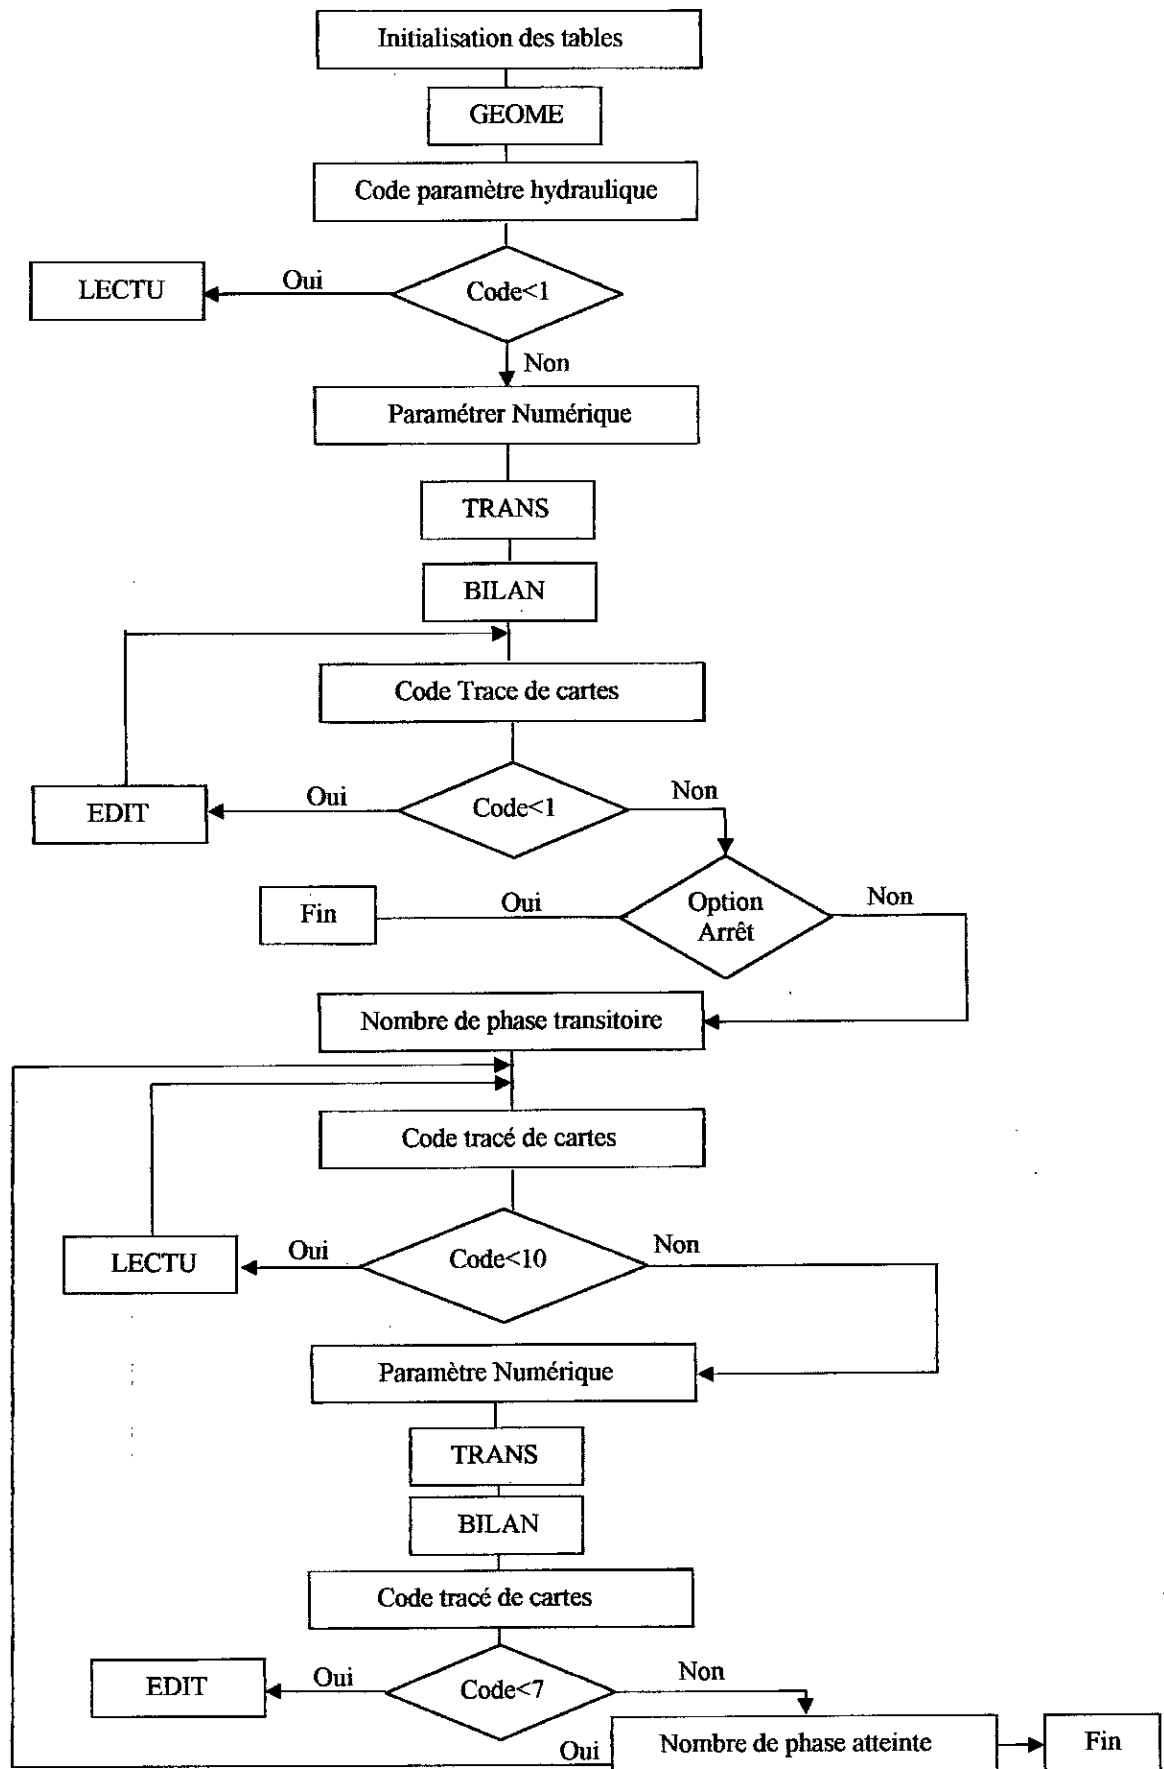 Initialisation des tables
GEOME
Code paramètre hydraulique
LECTU
Oui
Code<1
Non
Paramétrer Numérique
TRANS
BILAN
Code Trace de cartes
EDIT
Oui
Code<1
Non
Fin
Oui
Option
Arrêt
Non
Nombre de phase transitoire
Code tracé de cartes
LECTU
Oui
Code<10
Non
Paramètre Numérique
TRANS
BILAN
Code tracé de cartes
EDIT
Oui
Code<7
Non
Oui
Nombre de phase atteinte
Fin